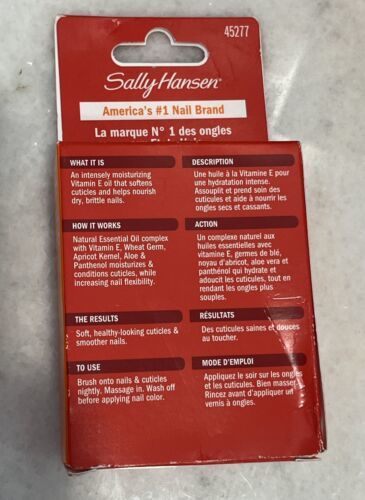 45277
Sally Hansen®
America's #1 Nail Brand
La marque N° 1 des ongles
WHAT IT IS
An intensely moisturizing
Vitamin E oil that softens
cuticles and helps nourish
dry, brittle nails.
HOW IT WORKS
Natural Essential Oil complex
with Vitamin E, Wheat Germ,
Apricot Kernel, Aloe &
Panthenol moisturizes &
conditions cuticles, while
increasing nail flexibility.
THE RESULTS
Soft, healthy-looking cuticles &
smoother nails.
TO USE
Brush onto nails & cuticles
nightly. Massage in. Wash off
before applying nail color.
DESCRIPTION
Une huile à la Vitamine E pour
une hydratation intense.
Assouplit et prend soin des
cuticules et aide à nourrir les
ongles secs et cassants.
ACTION
Un complexe naturel aux
huiles essentielles avec
vitamine E, germes de blé,
noyau d'abricot, aloe vera et
panthénol qui hydrate et
adoucit les cuticules, tout en
rendant les ongles plus
souples.
RÉSULTATS
Des cuticules saines et douces
au toucher.
MODE D'EMPLOI
Appliquez le soir sur les ongles
et les cuticules. Bien masser.
Rincez avant d'appliquer un
vernis à ongles.